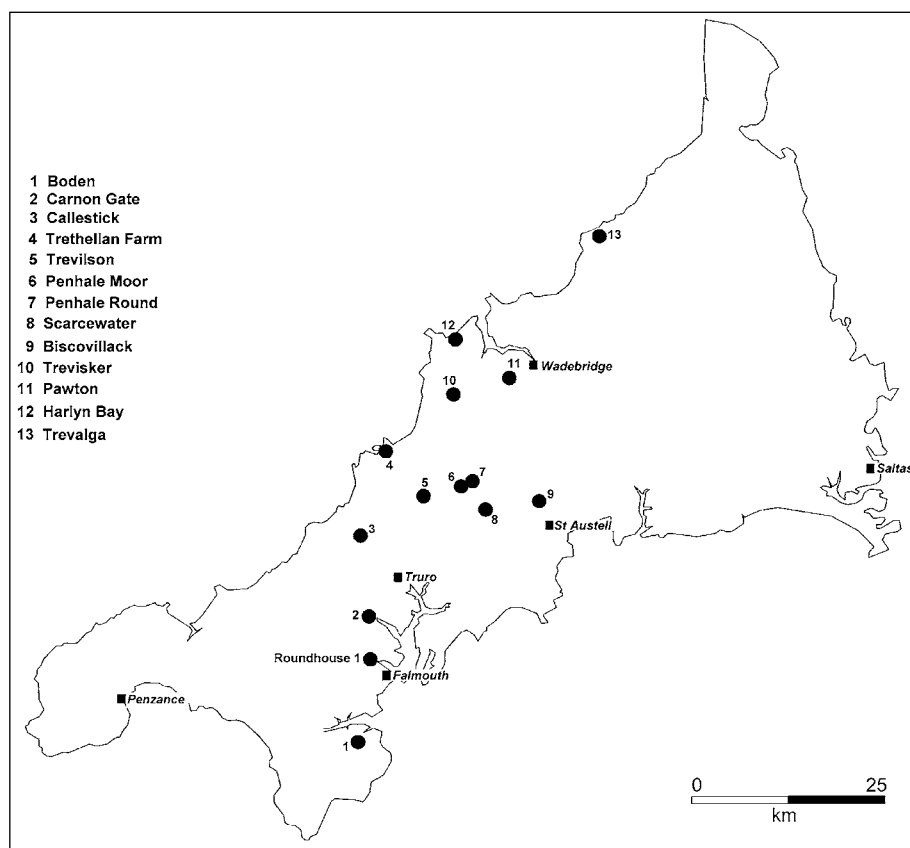 1 Boden
2 Carnon Gate
3 Callestick
4 Trethellan Farm
5 Trevilson
6 Penhale Moor
7 Penhale Round
8 Scarcewater
9 Biscovillack
10 Trevisker
11 Pawton
12 Harlyn Bay
13 Trevalga
13
12
Wadebridge
11
10
4
Saltas
7
6
5
9
8
St Austell
3
Truro
2
Roundhouse 1
Falmouth
Penzance
1
0 25
km